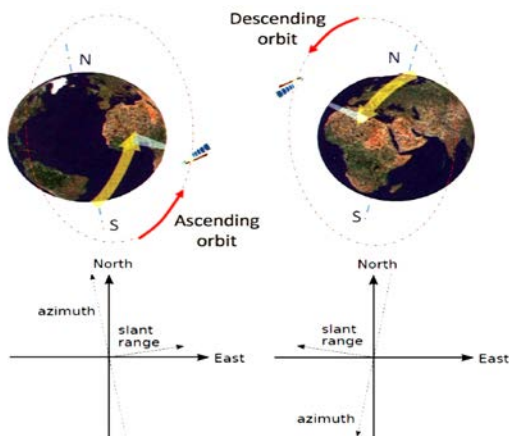 Descending
orbit
N
N
S
Ascending
orbit
S
North
azimuth
slant
range
East
North
slant
range
East
azimuth